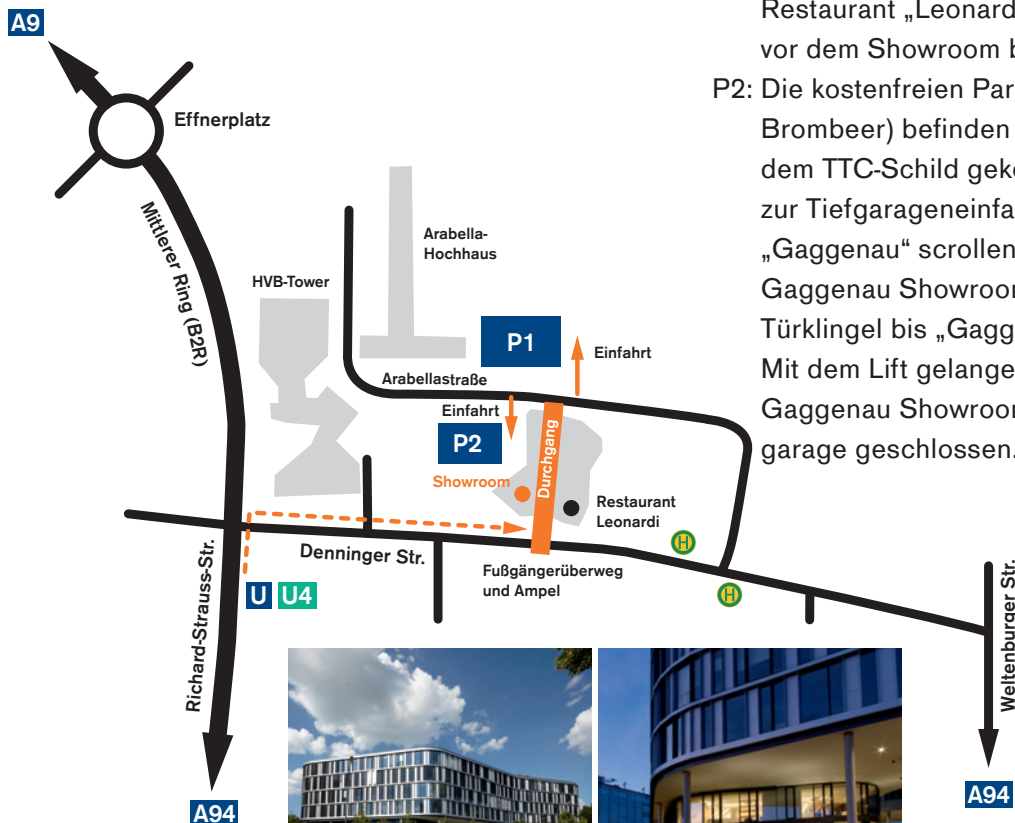 A9
Effnerplatz
Mittlerer Ring (B2R)
HVB-Tower
Arabella-
Hochhaus
P1
Einfahrt
Arabellastraße
Einfahrt
P2
Showroom
Durchgang
Restaurant
Leonardi
Denninger Str.
Fußgängerüberweg
und Ampel
H
H
U U4
Richard-Strauss-Str.
A94
Weltenburger Str.
A94
Restaurant „Leonard
vor dem Showroom b
P2: Die kostenfreien Par
Brombeer) befinden
dem TTC-Schild geke
zur Tiefgarageneinfa
„Gaggenau“ scrollen
Gaggenau Showroom
Türklingel bis „Gagg
Mit dem Lift gelange
Gaggenau Showroom
garage geschlossen.